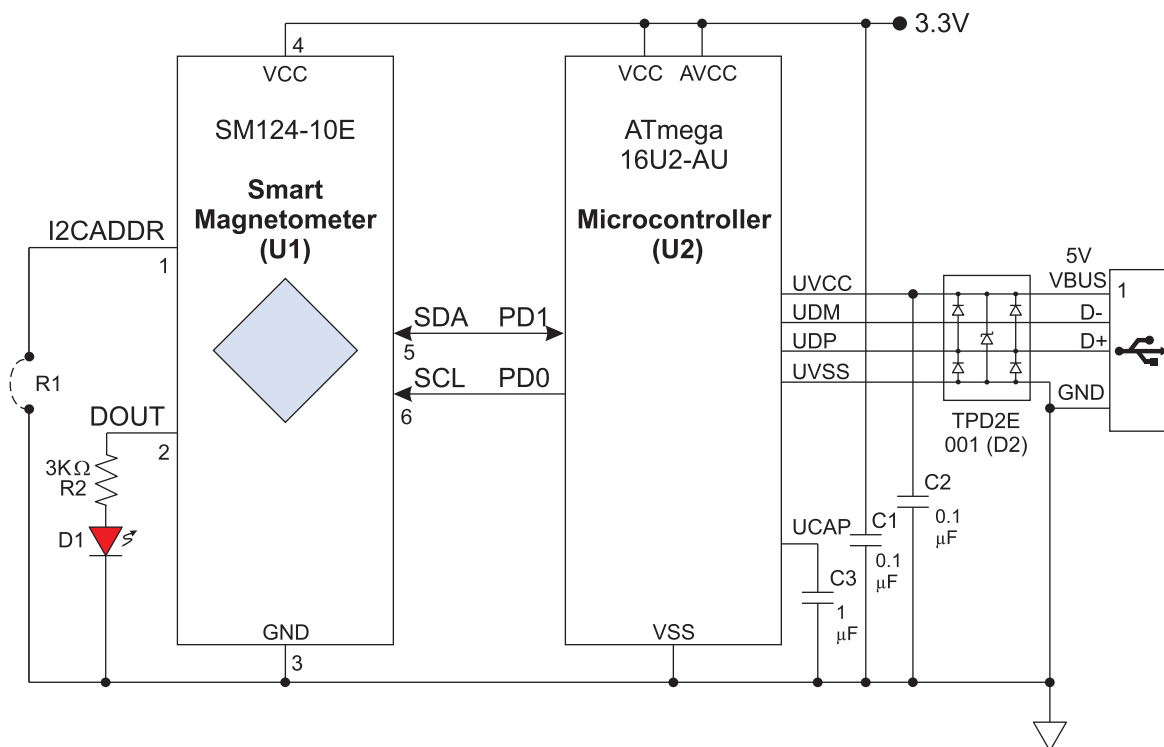 3.3V
4
VCC
VCC AVCC
SM124-10E
ATmega
16U2-AU
Smart
Magnetometer
(U1)
Microcontroller
(U2)
I2CADDR
1
5V
VBUS
1
UVCC
UDM
D-
UDP
D+
UVSS
GND
SDA PD1
5
SCL PD0
6
R1
DOUT
2
TPD2E
001 (D2)
3KΩ
R2
D1
C2
0.1
μF
UCAP
C1
0.1
μF
C3
1
μF
GND
3
VSS